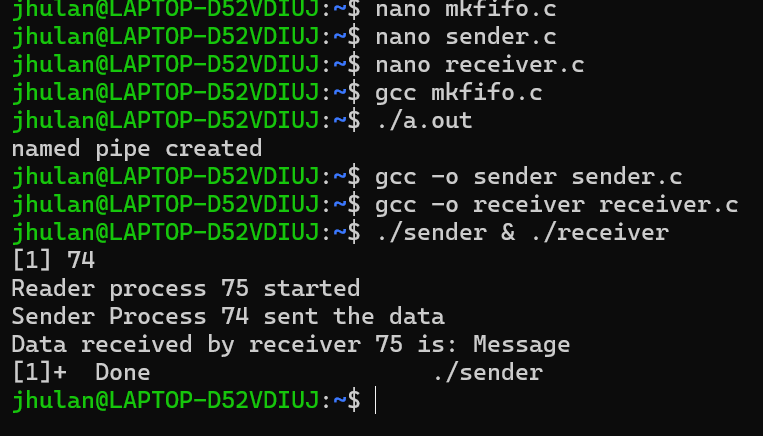 jhulan@LAPTOP-D52VDIUJ:~$ nano mkfifo.c
jhulan@LAPTOP-D52VDIUJ:~$ nano sender.c
jhulan@LAPTOP-D52VDIUJ:~$ nano receiver.c
jhulan@LAPTOP-D52VDIUJ:~$ gcc mkfifo.c
jhulan@LAPTOP-D52VDIUJ:~$ ./a.out
named pipe created
jhulan@LAPTOP-D52VDIUJ:~$ gcc -o sender sender.c
jhulan@LAPTOP-D52VDIUJ:~$ gcc -o receiver receiver.c
jhulan@LAPTOP-D52VDIUJ:~$ ./sender & ./receiver
[1] 74
Reader process 75 started
Sender Process 74 sent the data
Data received by receiver 75 is: Message
[1]+  Done                    ./sender
jhulan@LAPTOP-D52VDIUJ:~$